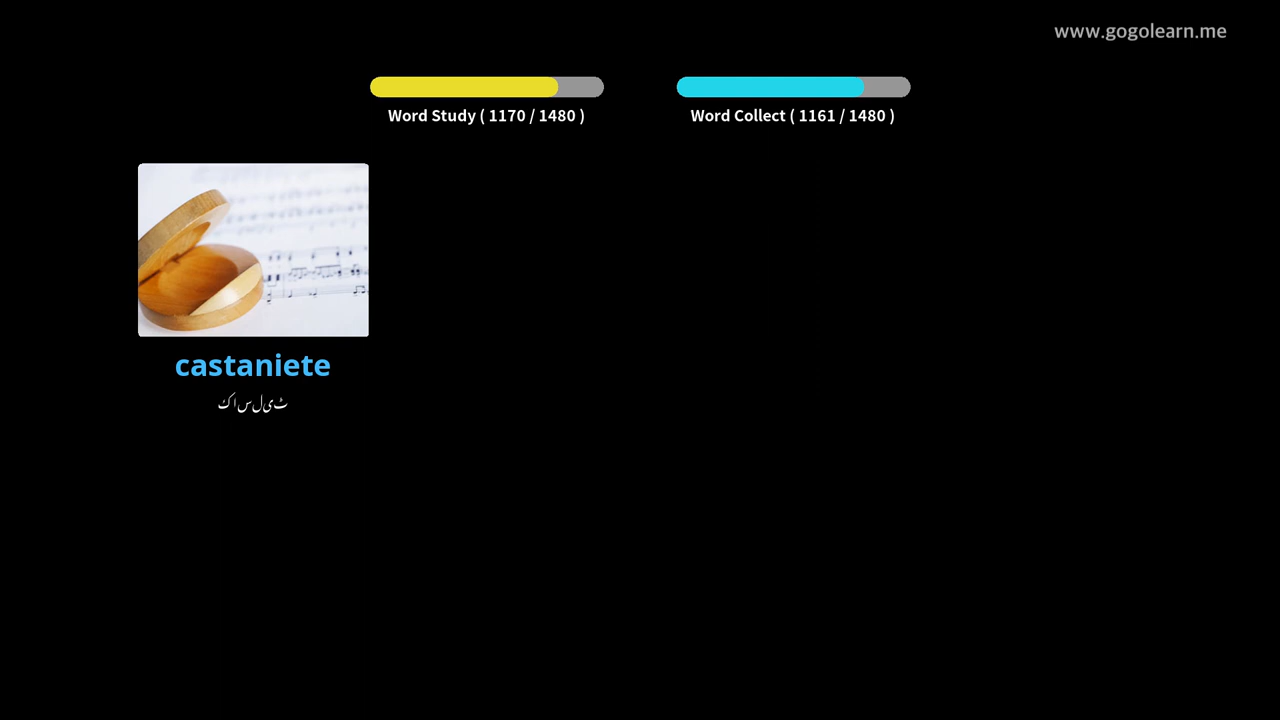 www.gogolearn.me
Word Study ( 1170 / 1480 )
Word Collect ( 1161 / 1480 )
castaniete
کاسلیٹ